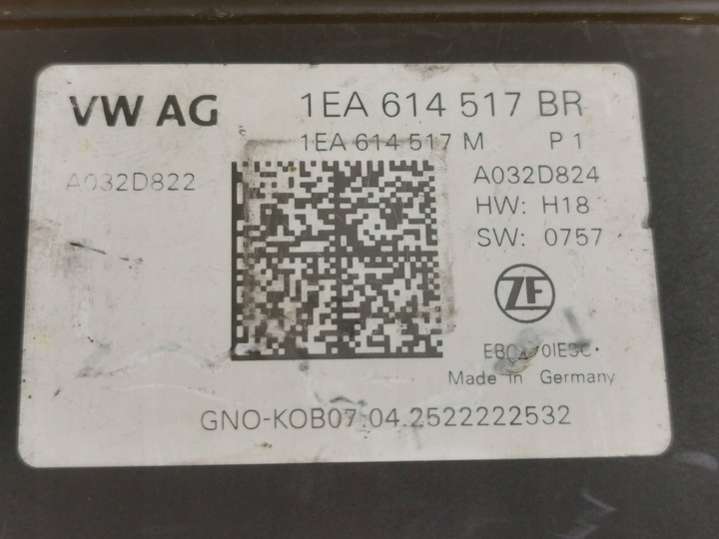 VW AG
1EA 614 517 BR
1EA 614 517 M P 1
A032D822
A032D824
HW: H18
SW: 0757
ZF
Made in Germany
GNO-KOB07.04.2522222532